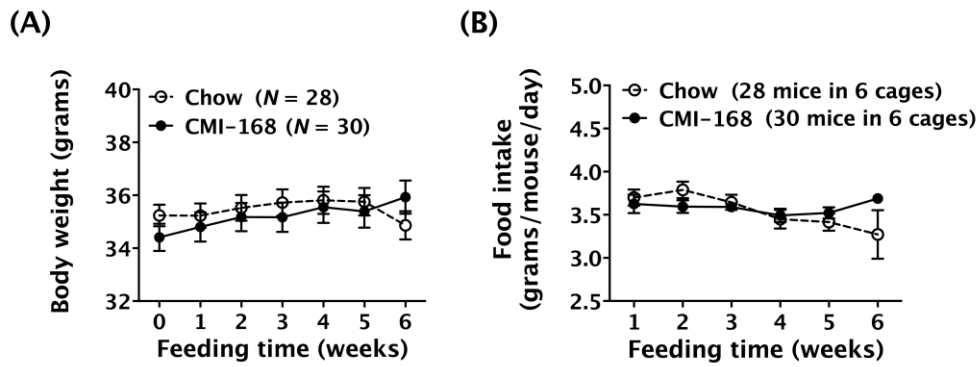 (A)
Body weight (grams)
40
38
36
34
32
Chow (N = 28)
CMI-168 (N = 30)
0 1 2 3 4 5 6
Feeding time (weeks)
(B)
Food intake
(grams/mouse/day)
5.0
4.5
4.0
3.5
3.0
2.5
Chow (28 mice in 6 cages)
CMI-168 (30 mice in 6 cages)
1 2 3 4 5 6
Feeding time (weeks)